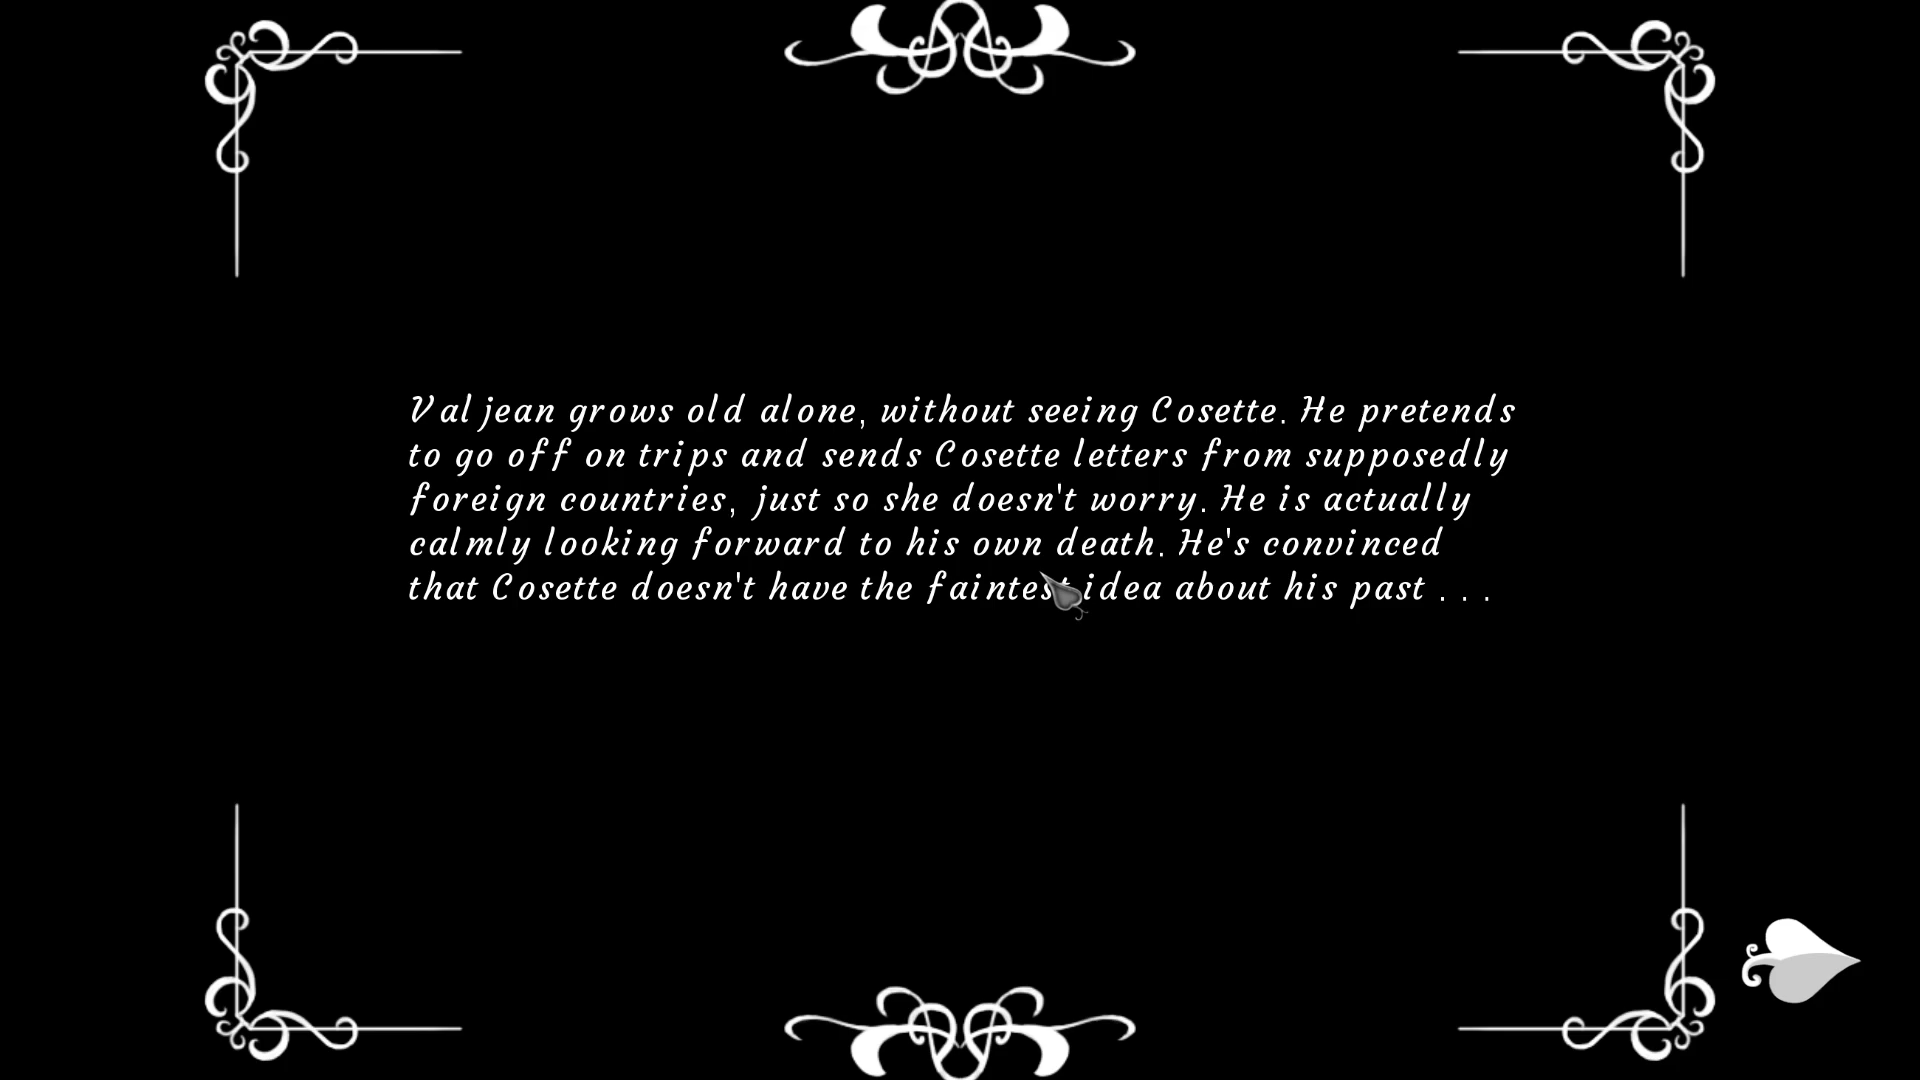 Valjean grows old alone, without seeing Cosette. He pretends
to go off on trips and sends Cosette letters from supposedly
foreign countries, just so she doesn't worry. He is actually
calmly looking forward to his own death. He's convinced
that Cosette doesn't have the faintest idea about his past . . .